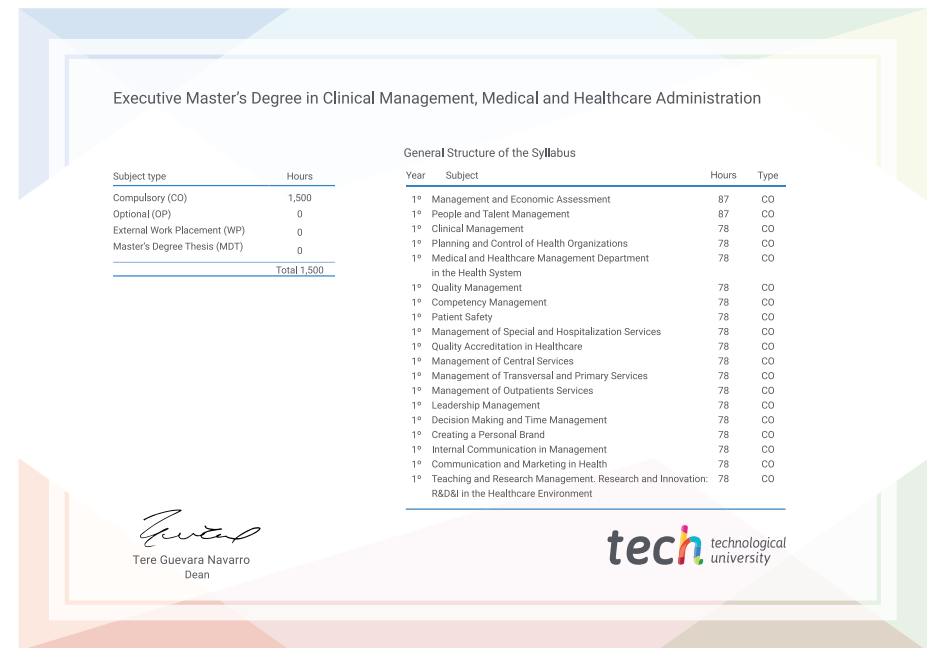 Executive Master's Degree in Clinical Management, Medical and Healthcare Administration
Subject type Hours
Compulsory (CO) 1,500
Optional (OP) 0
External Work Placement (WP) 0
Master's Degree Thesis (MDT) 0
Total 1,500
General Structure of the Syllabus
Year Subject Hours Type
1º Management and Economic Assessment 87 CO
1º People and Talent Management 87 CO
1º Clinical Management 78 CO
1º Planning and Control of Health Organizations 78 CO
1º Medical and Healthcare Management Department 78 CO
in the Health System
1º Quality Management 78 CO
1º Competency Management 78 CO
1º Patient Safety 78 CO
1º Management of Special and Hospitalization Services 78 CO
1º Quality Accreditation in Healthcare 78 CO
1º Management of Central Services 78 CO
1º Management of Transversal and Primary Services 78 CO
1º Management of Outpatients Services 78 CO
1º Leadership Management 78 CO
1º Decision Making and Time Management 78 CO
1º Creating a Personal Brand 78 CO
1º Internal Communication in Management 78 CO
1º Communication and Marketing in Health 78 CO
1º Teaching and Research Management. Research and Innovation: 78 CO
R&D&I in the Healthcare Environment
Tere Guevara Navarro
Dean
tech technological
university